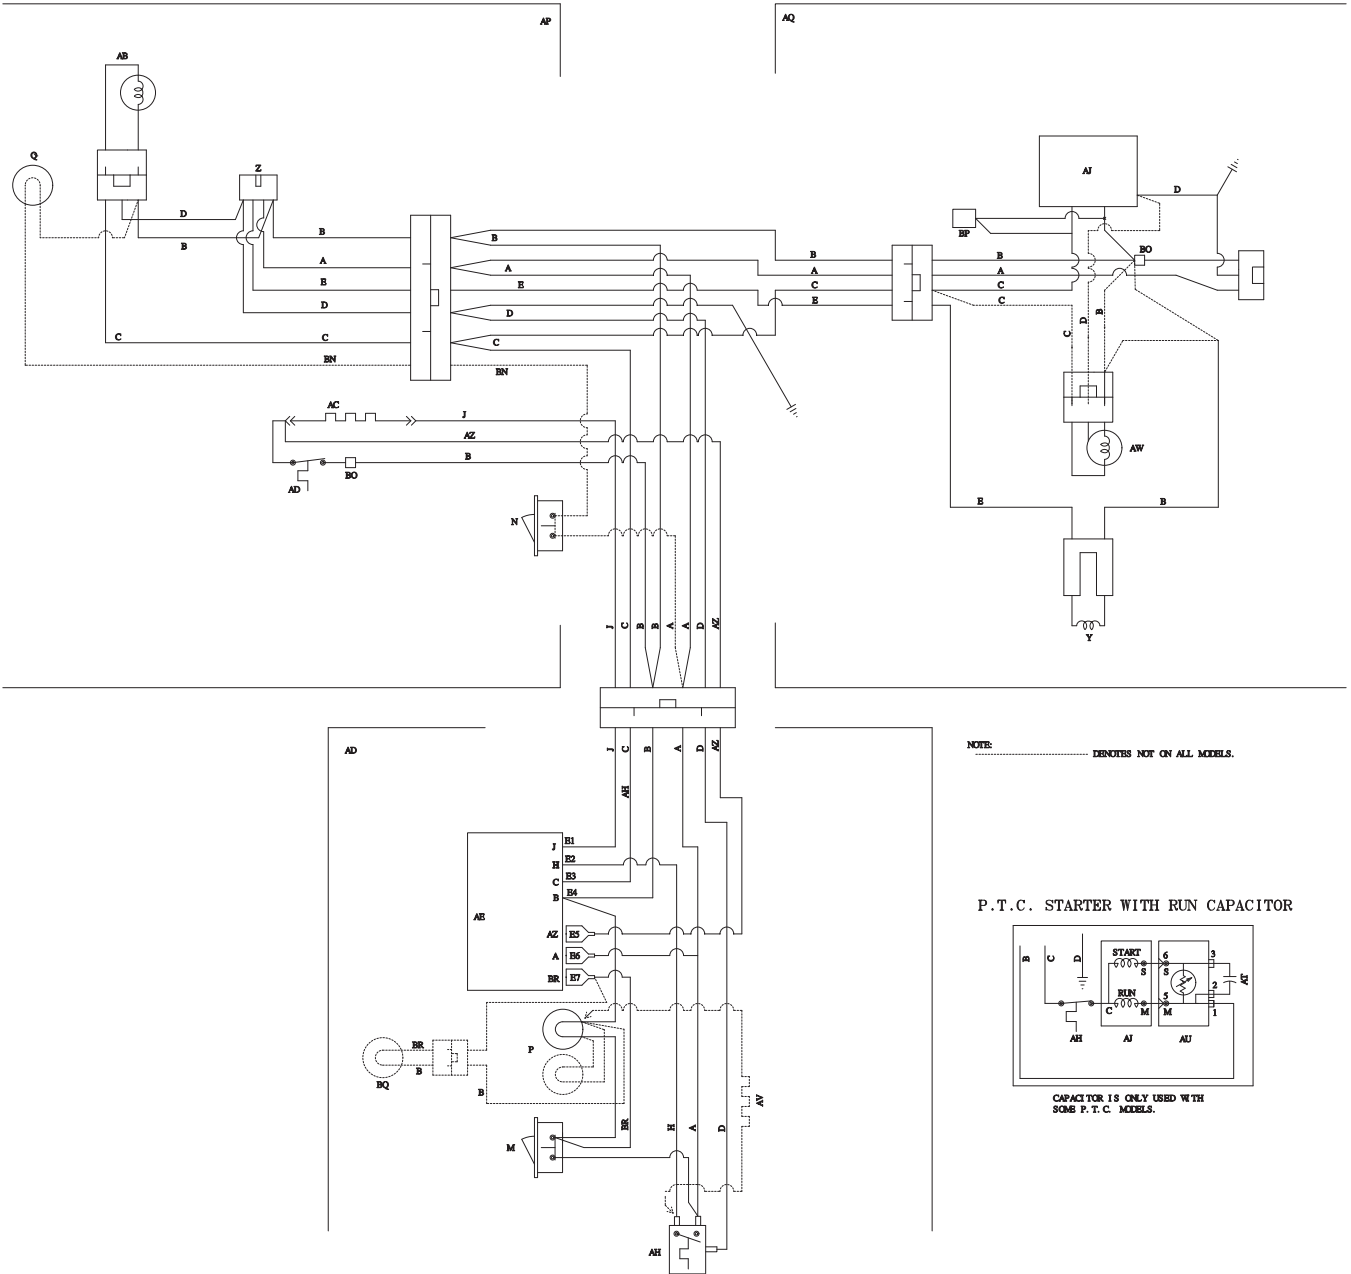 AP
AQ
AB
Q
Z
AJ
D
D
BP
B
B
B
B
B
B
BO
A
A
A
A
E
E
C
C
D
D
E
C
C
C
C
C
D
B
BN
BN
AC
J
AZ
B
BO
AD
AW
N
E
B
J
C
B
B
A
A
D
AZ
Y
AD
J
C
B
A
D
AZ
NOTE:
DENOTES NOT ON ALL MODELS.
AH
J
E1
H
E2
C
E3
B
E4
AE
AZ
E5
A
E6
BR
E7
P.T.C. STARTER WITH RUN CAPACITOR
B
C
D
START
6
3
S
S
AT
RUN
5
2
C
M
M
1
AH
AJ
AU
P
BR
B
BQ
B
AV
CAPACITOR IS ONLY USED WITH
SOME P.T.C. MODELS.
M
BR
H
A
D
AH